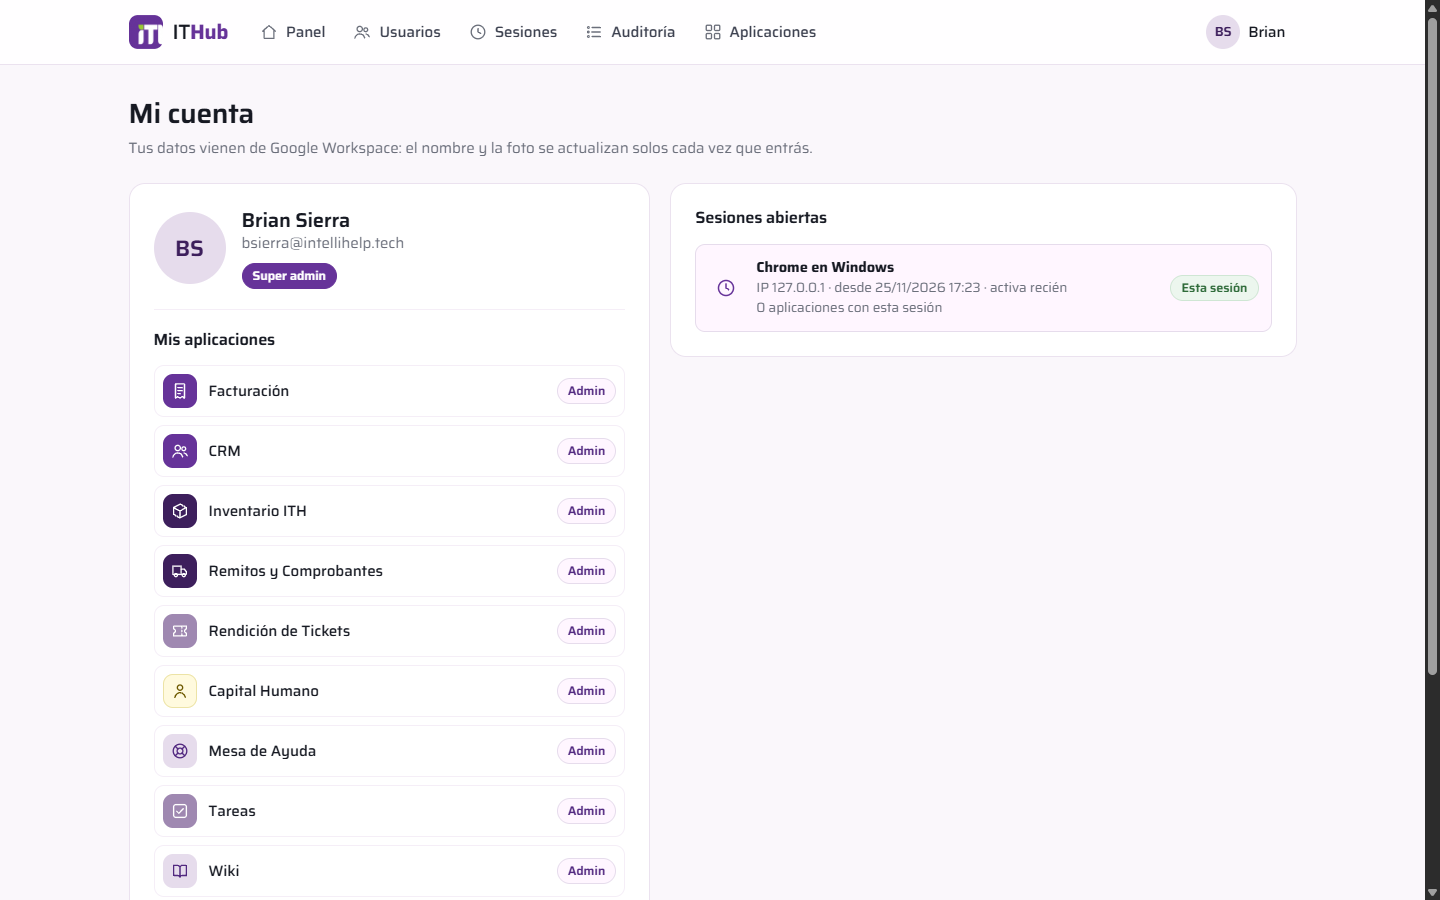 ITHub
Panel
Usuarios
Sesiones
Auditoría
Aplicaciones
BS
Brian
Mi cuenta
Tus datos vienen de Google Workspace: el nombre y la foto se actualizan solos cada vez que entrás.
BS
Brian Sierra
bsierra@intellihelp.tech
Super admin
Mis aplicaciones
Facturación Admin
CRM Admin
Inventario ITH Admin
Remitos y Comprobantes Admin
Rendición de Tickets Admin
Capital Humano Admin
Mesa de Ayuda Admin
Tareas Admin
Wiki Admin
Sesiones abiertas
Chrome en Windows
IP 127.0.0.1 · desde 25/11/2026 17:23 · activa recién
0 aplicaciones con esta sesión
Esta sesión